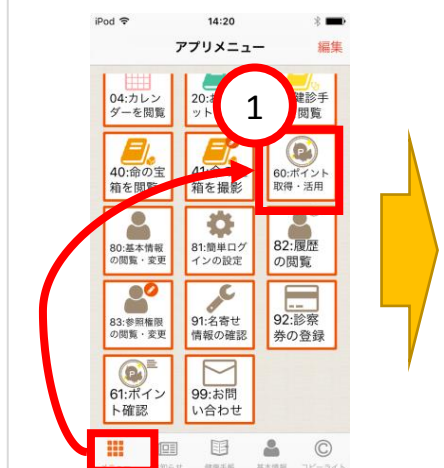 iPod 14:20
アプリメニュー 編集
04:カレン
ダーを閲覧
20:
ット
健診手
閲覧
1
40:命の宝
箱を閲覧
41:
箱を撮影
60:ポイント
取得・活用
80:基本情報
の閲覧・変更
81:簡単ログ
インの設定
82:履歴
の閲覧
83:参照権限
の閲覧・変更
91:名寄せ
情報の確認
92:診察
券の登録
61:ポイン
ト確認
99:お問
い合わせ